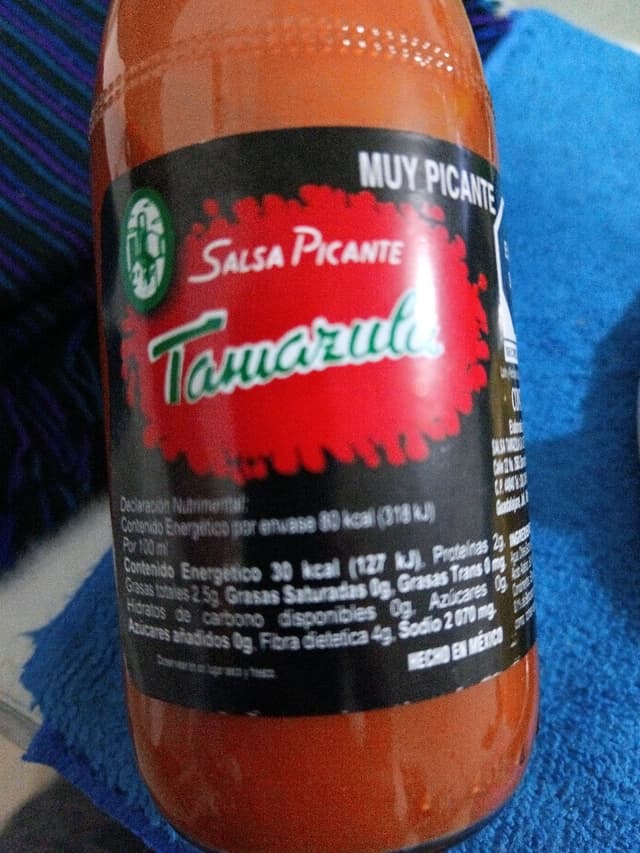 MUY PICANTE
SALSA PICANTE
Tamazula
Declaración Nutrimental:
Contenido Energético por envase 80 kcal (318 kJ)
Por 100 ml
Contenido Energético 30 kcal (127 kJ), Proteínas 2g,
Grasas totales 2.5g, Grasas Saturadas 0g, Grasas Trans 0 mg,
Hidratos de carbono disponibles 0g, Azúcares 0g,
Azúcares añadidos 0g, Fibra dietética 4g, Sodio 2 070 mg.
HECHO EN MÉXICO